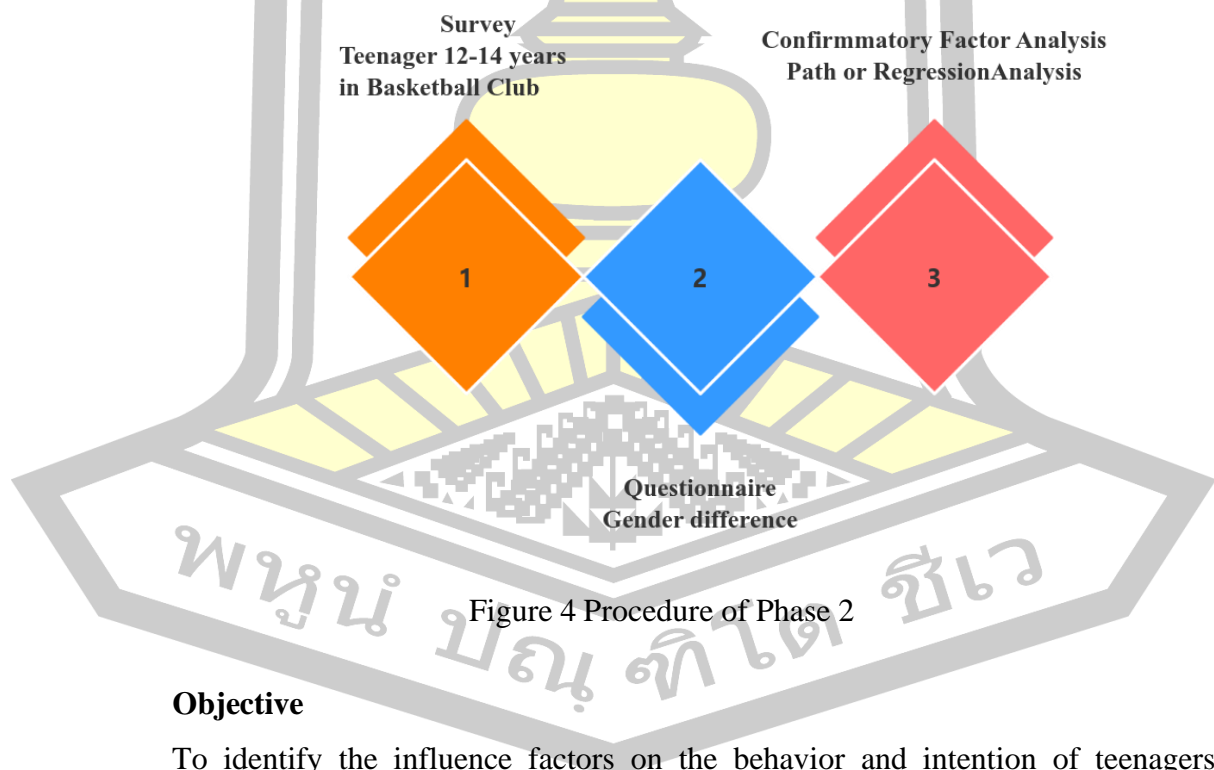 Survey
Teenager 12-14 years
in Basketball Club
Confirmmatory Factor Analysis
Path or RegressionAnalysis
1
2
3
Questionnaire
Gender difference
พหูนํ ปณฺฑิโต ชีเว
Figure 4 Procedure of Phase 2
Objective
To identify the influence factors on the behavior and intention of teenagers